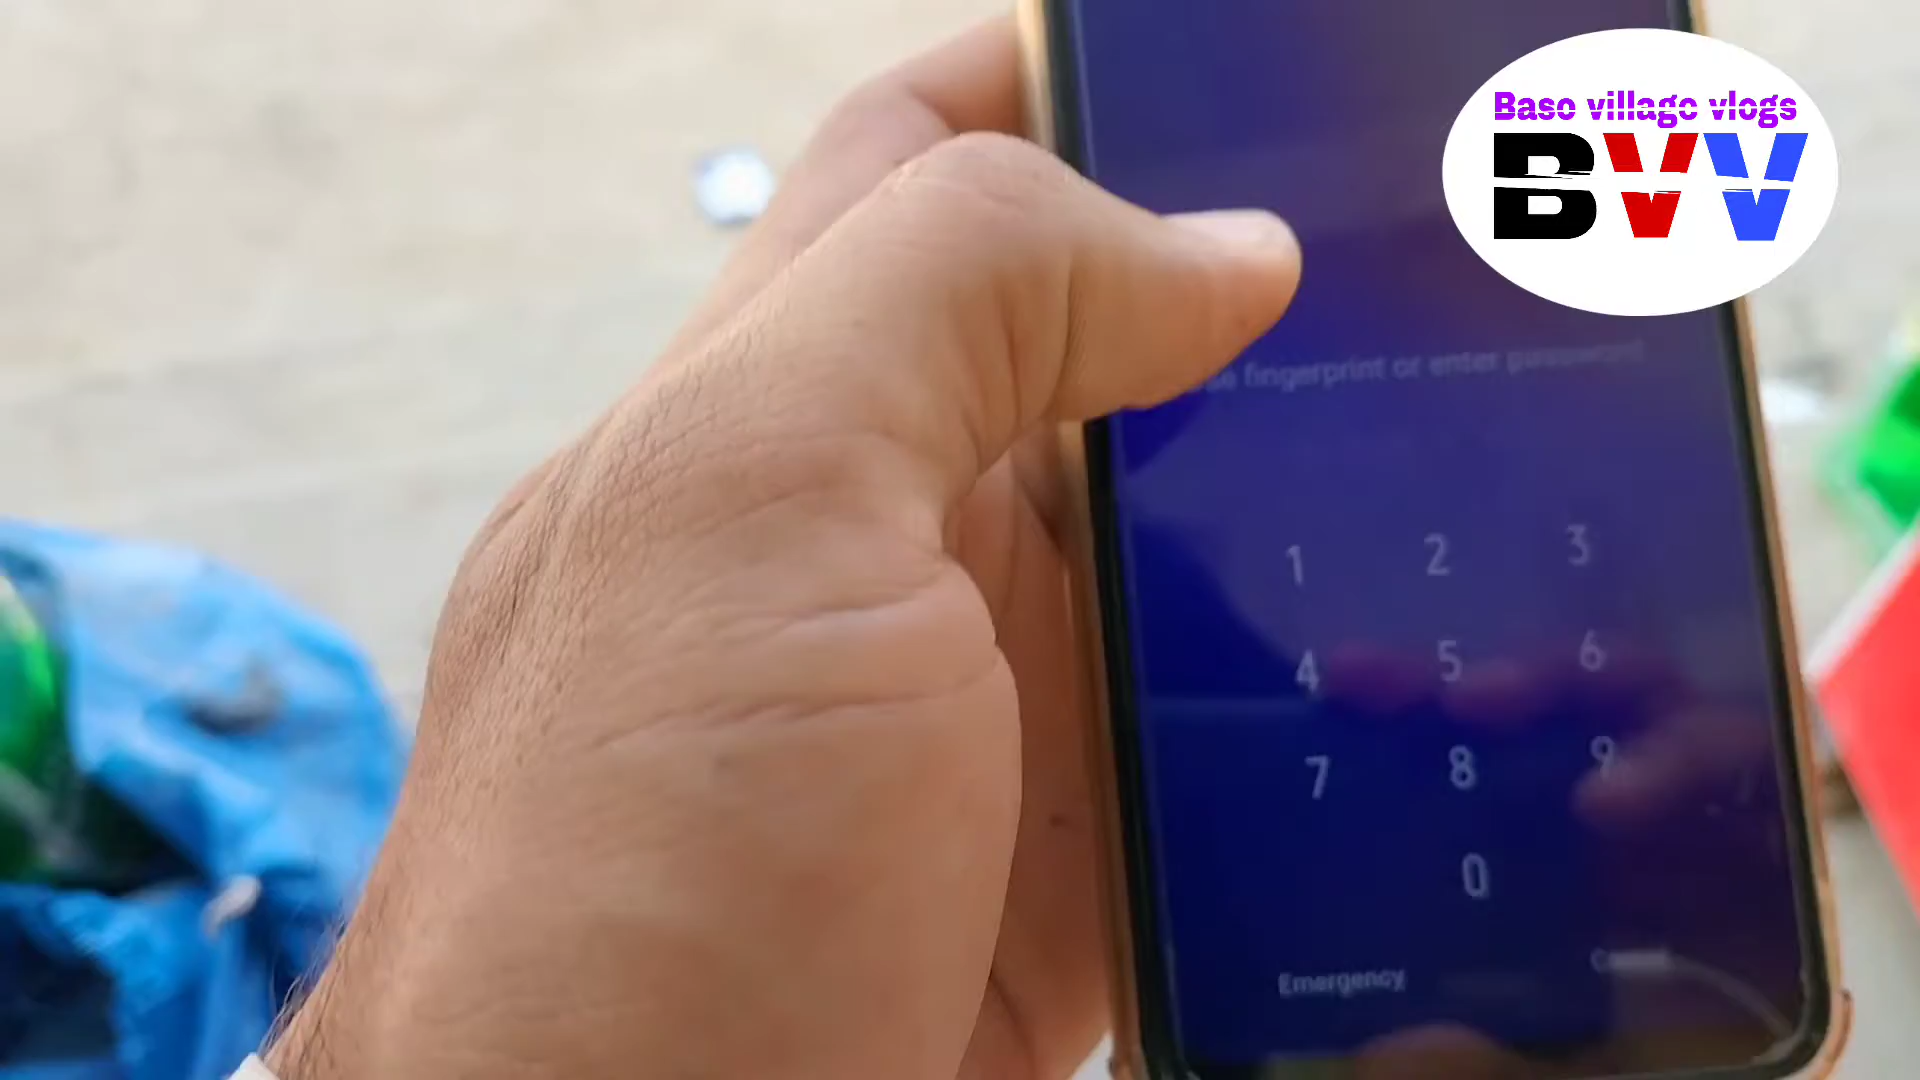 Baso village vlogs
BVV
fingerprint or enter password
1 2 3
4 5 6
7 8 9
0
Emergency Cancel